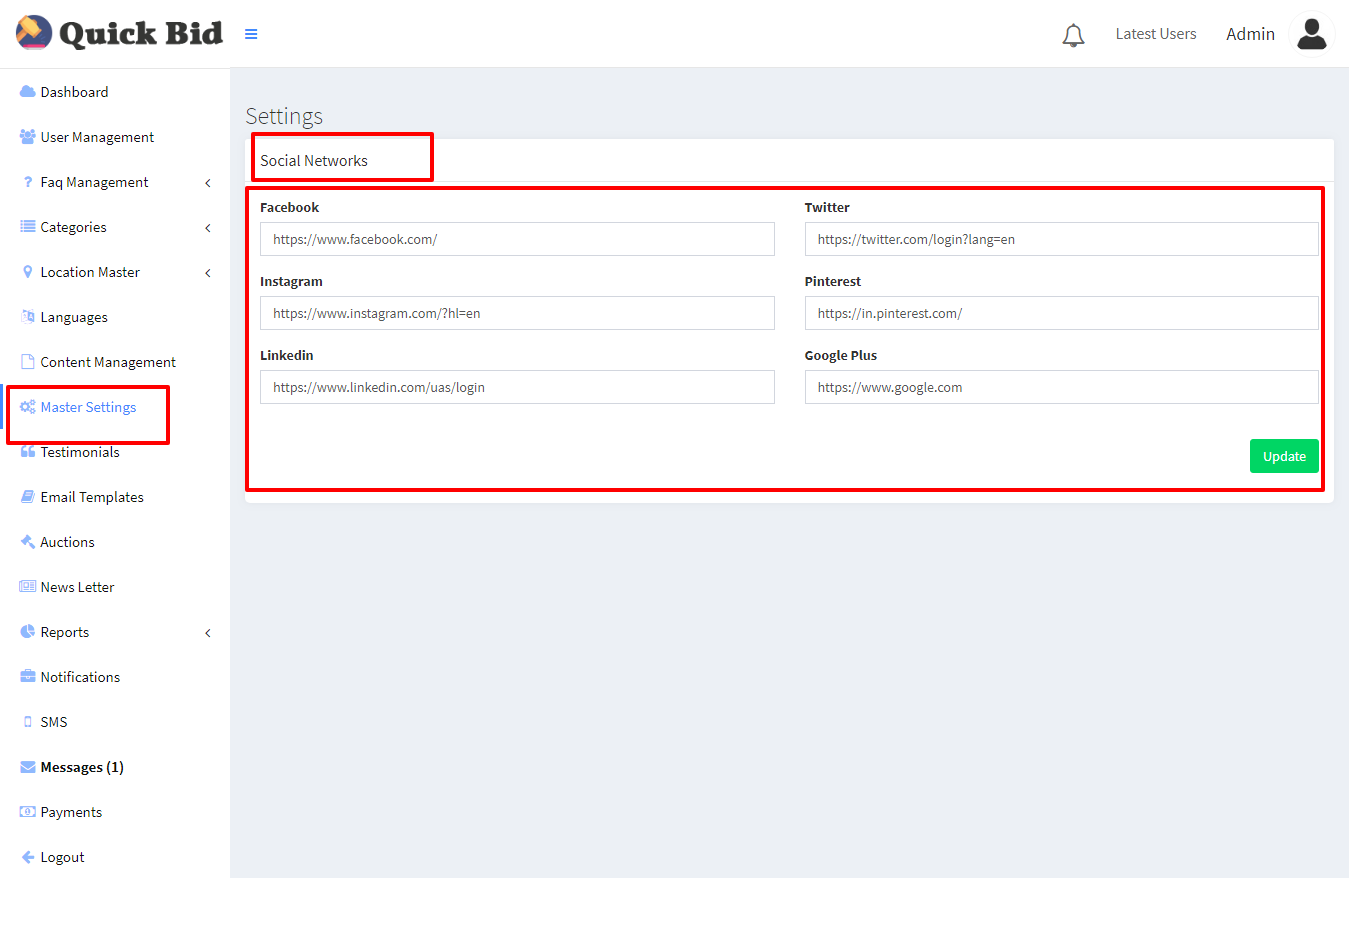 Quick Bid
Latest Users
Admin
Dashboard
User Management
Faq Management
Categories
Location Master
Languages
Content Management
Master Settings
Testimonials
Email Templates
Auctions
News Letter
Reports
Notifications
SMS
Messages (1)
Payments
Logout
Settings
Social Networks
Facebook
https://www.facebook.com/
Twitter
https://twitter.com/login?lang=en
Instagram
https://www.instagram.com/?hl=en
Pinterest
https://in.pinterest.com/
Linkedin
https://www.linkedin.com/uas/login
Google Plus
https://www.google.com
Update